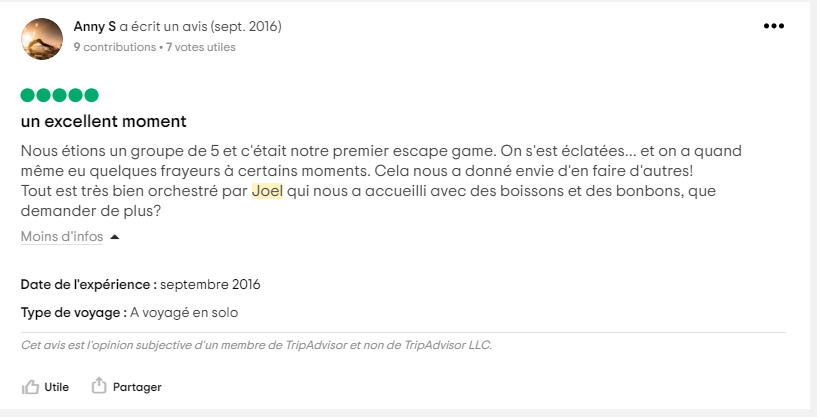 Anny S a écrit un avis (sept. 2016)
9 contributions • 7 votes utiles
un excellent moment
Nous étions un groupe de 5 et c'était notre premier escape game. On s'est éclatées... et on a quand
même eu quelques frayeurs à certains moments. Cela nous a donné envie d'en faire d'autres!
Tout est très bien orchestré par Joel qui nous a accueilli avec des boissons et des bonbons, que
demander de plus?
Moins d'infos
Date de l'expérience : septembre 2016
Type de voyage : A voyagé en solo
Cet avis est l'opinion subjective d'un membre de TripAdvisor et non de TripAdvisor LLC.
Utile Partager